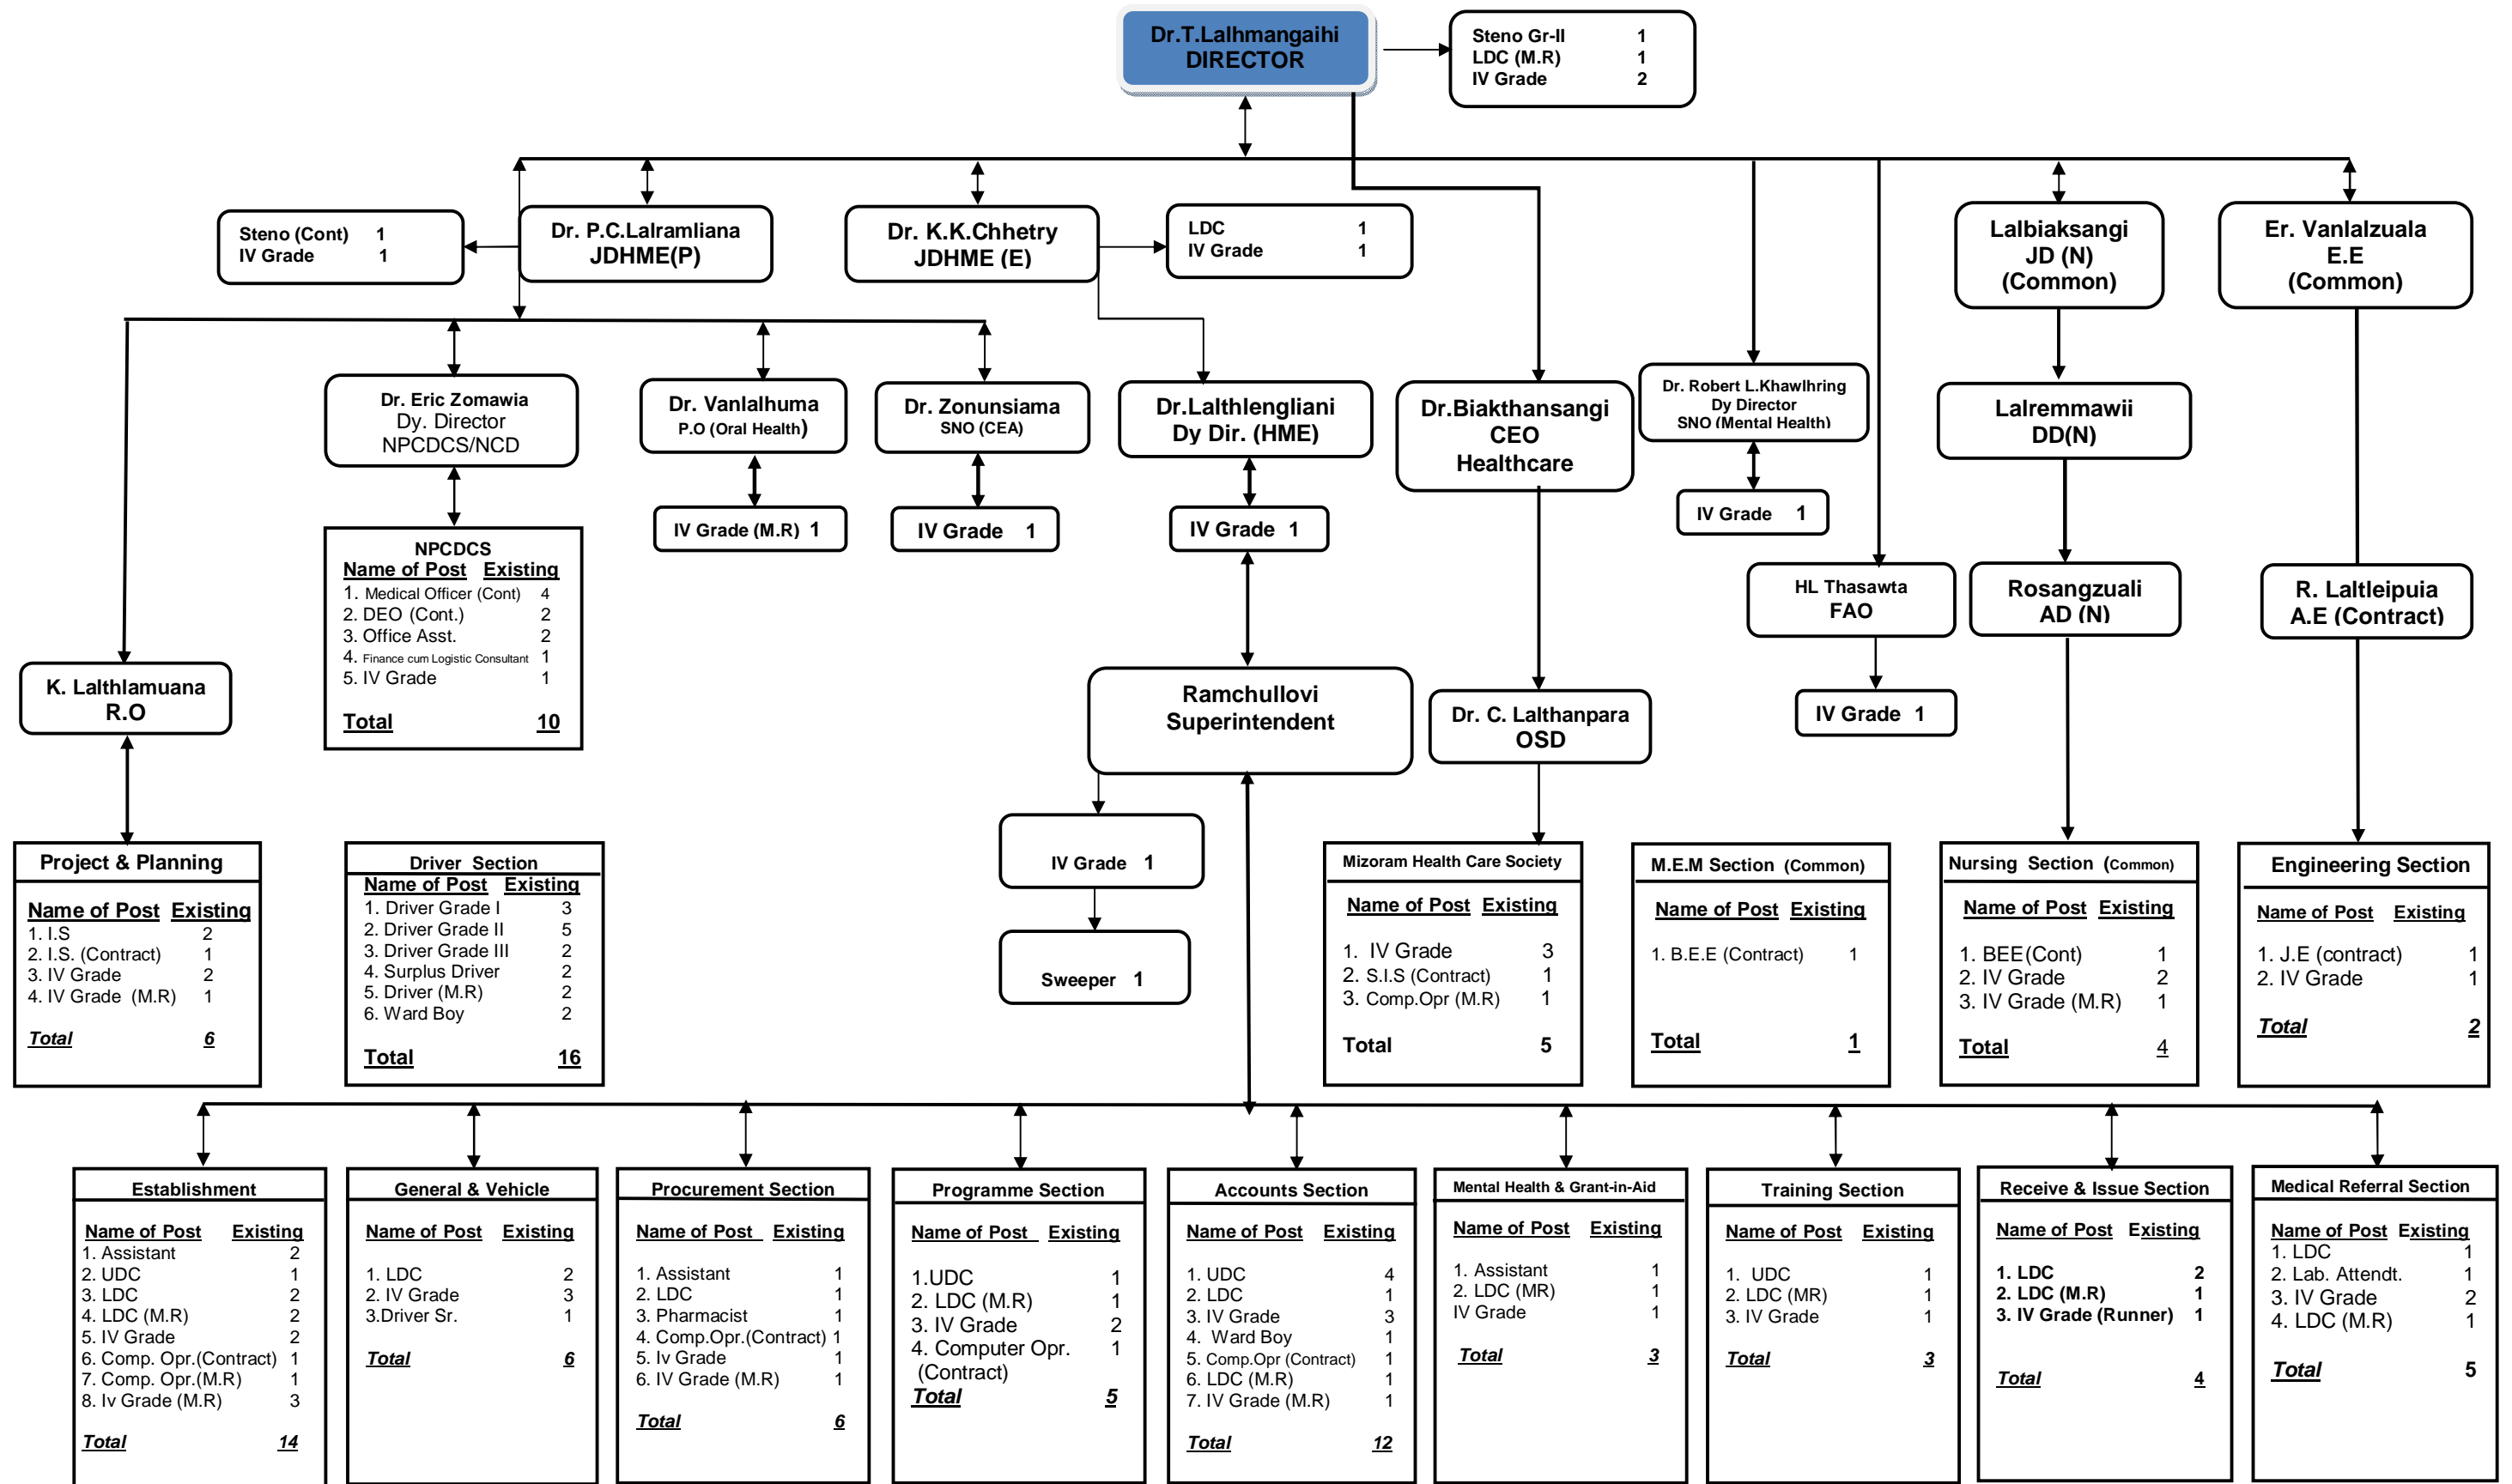 Dr.T.Lalhmangaihi
DIRECTOR
Steno Gr-II 1
LDC (M.R) 1
IV Grade 2
Steno (Cont) 1
IV Grade 1
Dr. P.C.Lalramliana
JDHME(P)
Dr. K.K.Chhetry
JDHME (E)
LDC 1
IV Grade 1
Lalbiaksangi
JD (N)
(Common)
Er. Vanlalzuala
E.E
(Common)
Dr. Eric Zomawia
Dy. Director
NPCDCS/NCD
Dr. Vanlalhuma
P.O (Oral Health)
Dr. Zonunsiama
SNO (CEA)
Dr.Lalthlengliani
Dy Dir. (HME)
Dr.Biakthansangi
CEO
Healthcare
Dr. Robert L.Khawlhring
Dy Director
SNO (Mental Health)
Lalremmawii
DD(N)
IV Grade (M.R) 1
IV Grade 1
IV Grade 1
IV Grade 1
NPCDCS
Name of Post Existing
1. Medical Officer (Cont) 4
2. DEO (Cont.) 2
3. Office Asst. 2
4. Finance cum Logistic Consultant 1
5. IV Grade 1
Total 10
HL Thasawta
FAO
Rosangzuali
AD (N)
R. Laltleipuia
A.E (Contract)
K. Lalthlamuana
R.O
Ramchullovi
Superintendent
Dr. C. Lalthanpara
OSD
IV Grade 1
IV Grade 1
Sweeper 1
Project & Planning
Name of Post Existing
1. I.S 2
2. I.S. (Contract) 1
3. IV Grade 2
4. IV Grade (M.R) 1
Total 6
Driver Section
Name of Post Existing
1. Driver Grade I 3
2. Driver Grade II 5
3. Driver Grade III 2
4. Surplus Driver 2
5. Driver (M.R) 2
6. Ward Boy 2
Total 16
Mizoram Health Care Society
Name of Post Existing
1. IV Grade 3
2. S.I.S (Contract) 1
3. Comp.Opr (M.R) 1
Total 5
M.E.M Section (Common)
Name of Post Existing
1. B.E.E (Contract) 1
Total 1
Nursing Section (Common)
Name of Post Existing
1. BEE(Cont) 1
2. IV Grade 2
3. IV Grade (M.R) 1
Total 4
Engineering Section
Name of Post Existing
1. J.E (contract) 1
2. IV Grade 1
Total 2
Establishment
Name of Post Existing
1. Assistant 2
2. UDC 1
3. LDC 2
4. LDC (M.R) 2
5. IV Grade 2
6. Comp. Opr.(Contract) 1
7. Comp. Opr.(M.R) 1
8. Iv Grade (M.R) 3
Total 14
General & Vehicle
Name of Post Existing
1. LDC 2
2. IV Grade 3
3.Driver Sr. 1
Total 6
Procurement Section
Name of Post Existing
1. Assistant 1
2. LDC 1
3. Pharmacist 1
4. Comp.Opr.(Contract) 1
5. Iv Grade 1
6. IV Grade (M.R) 1
Total 6
Programme Section
Name of Post Existing
1.UDC 1
2. LDC (M.R) 1
3. IV Grade 2
4. Computer Opr. 1
(Contract)
Total 5
Accounts Section
Name of Post Existing
1. UDC 4
2. LDC 1
3. IV Grade 3
4. Ward Boy 1
5. Comp.Opr (Contract) 1
6. LDC (M.R) 1
7. IV Grade (M.R) 1
Total 12
Mental Health & Grant-in-Aid
Name of Post Existing
1. Assistant 1
2. LDC (MR) 1
IV Grade 1
Total 3
Training Section
Name of Post Existing
1. UDC 1
2. LDC (MR) 1
3. IV Grade 1
Total 3
Receive & Issue Section
Name of Post Existing
1. LDC 2
2. LDC (M.R) 1
3. IV Grade (Runner) 1
Total 4
Medical Referral Section
Name of Post Existing
1. LDC 1
2. Lab. Attendt. 1
3. IV Grade 2
4. LDC (M.R) 1
Total 5